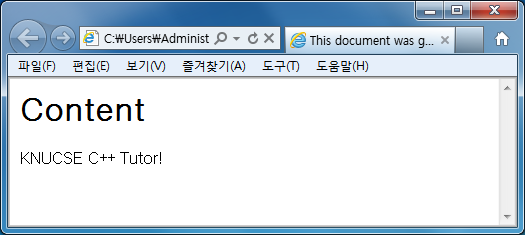 C:₩Users₩Administ
This document was g...
파일(F) 편집(E) 보기(V) 즐겨찾기(A) 도구(T) 도움말(H)
Content
KNUCSE C++ Tutor!